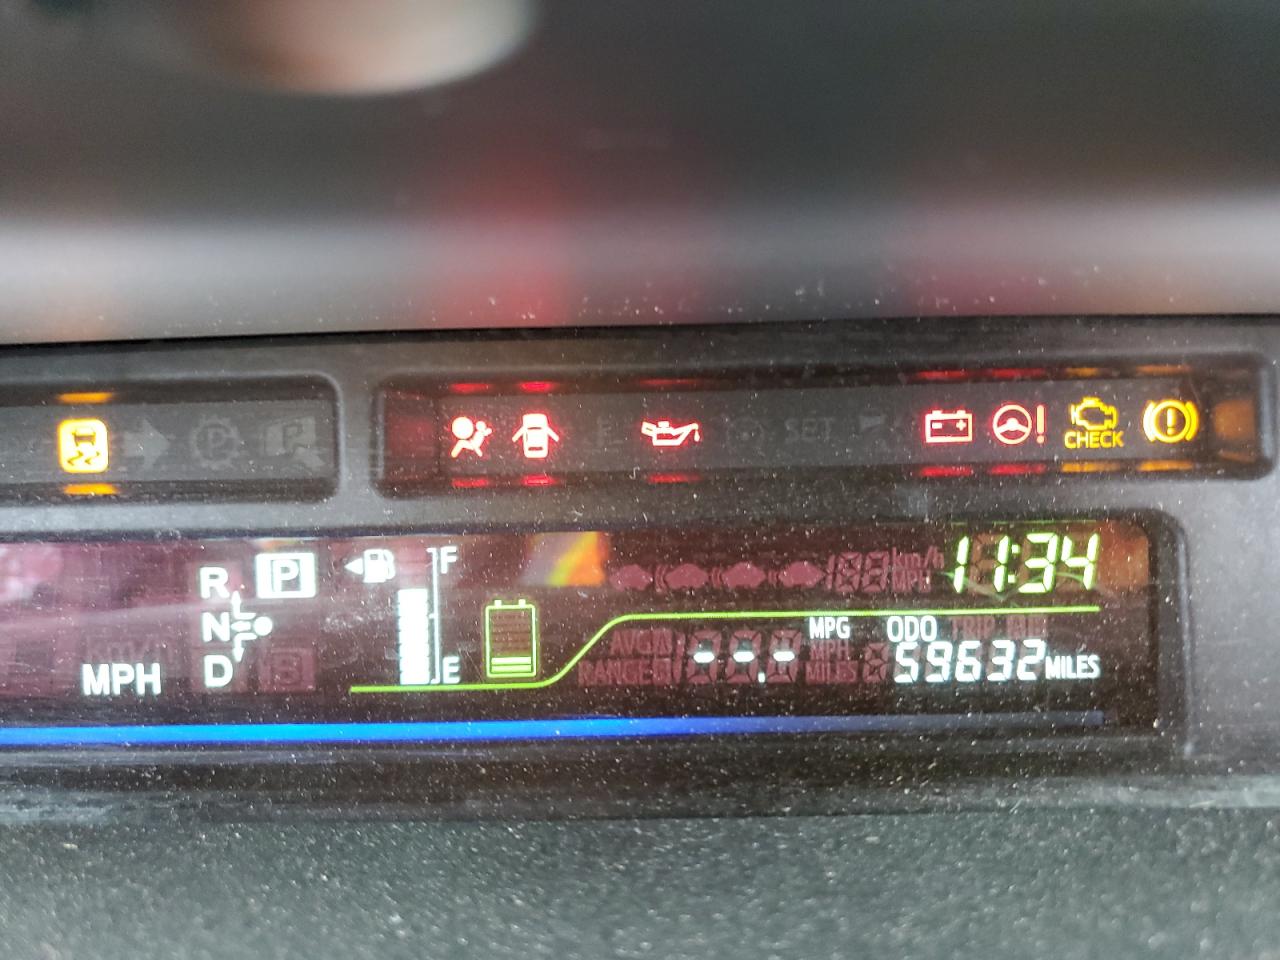 CHECK
R P F
11:34
N MPG ODO
MPH D E -- -.- 59632 MILES